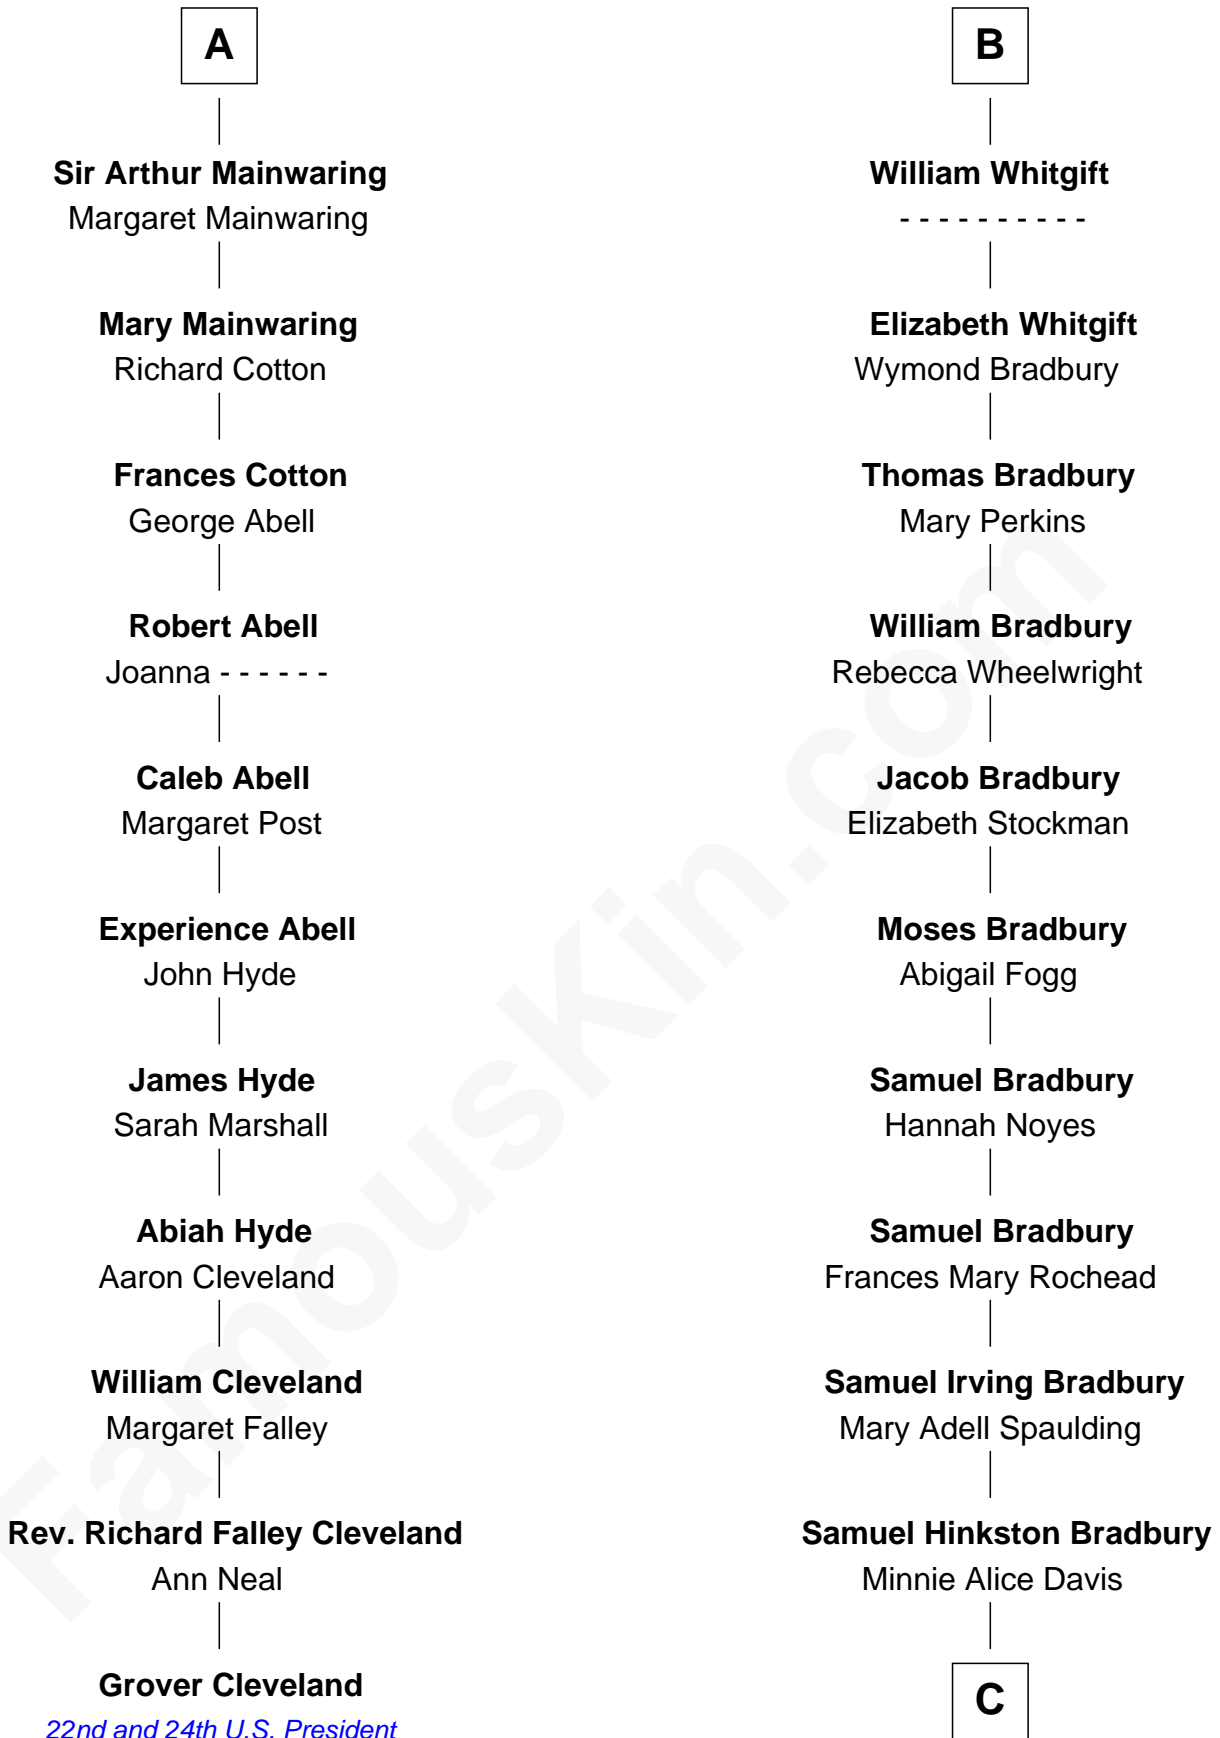 A
Sir Arthur Mainwaring
Margaret Mainwaring
Mary Mainwaring
Richard Cotton
Frances Cotton
George Abell
Robert Abell
Joanna - - - - - -
Caleb Abell
Margaret Post
Experience Abell
John Hyde
James Hyde
Sarah Marshall
Abiah Hyde
Aaron Cleveland
William Cleveland
Margaret Falley
Rev. Richard Falley Cleveland
Ann Neal
Grover Cleveland
22nd and 24th U.S. President
B
William Whitgift
- - - - - - - - - -
Elizabeth Whitgift
Wymond Bradbury
Thomas Bradbury
Mary Perkins
William Bradbury
Rebecca Wheelwright
Jacob Bradbury
Elizabeth Stockman
Moses Bradbury
Abigail Fogg
Samuel Bradbury
Hannah Noyes
Samuel Bradbury
Frances Mary Rochead
Samuel Irving Bradbury
Mary Adell Spaulding
Samuel Hinkston Bradbury
Minnie Alice Davis
C
FamousKin.com